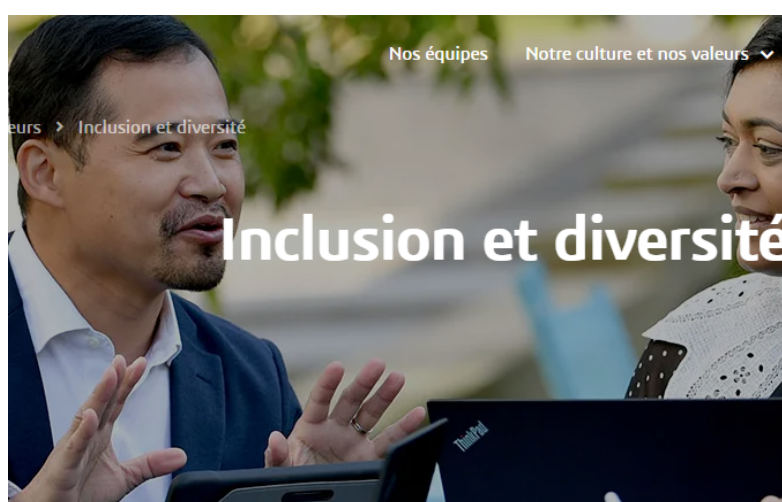 Nos équipes Notre culture et nos valeurs
eurs > Inclusion et diversité
Inclusion et diversité
ThinkPad